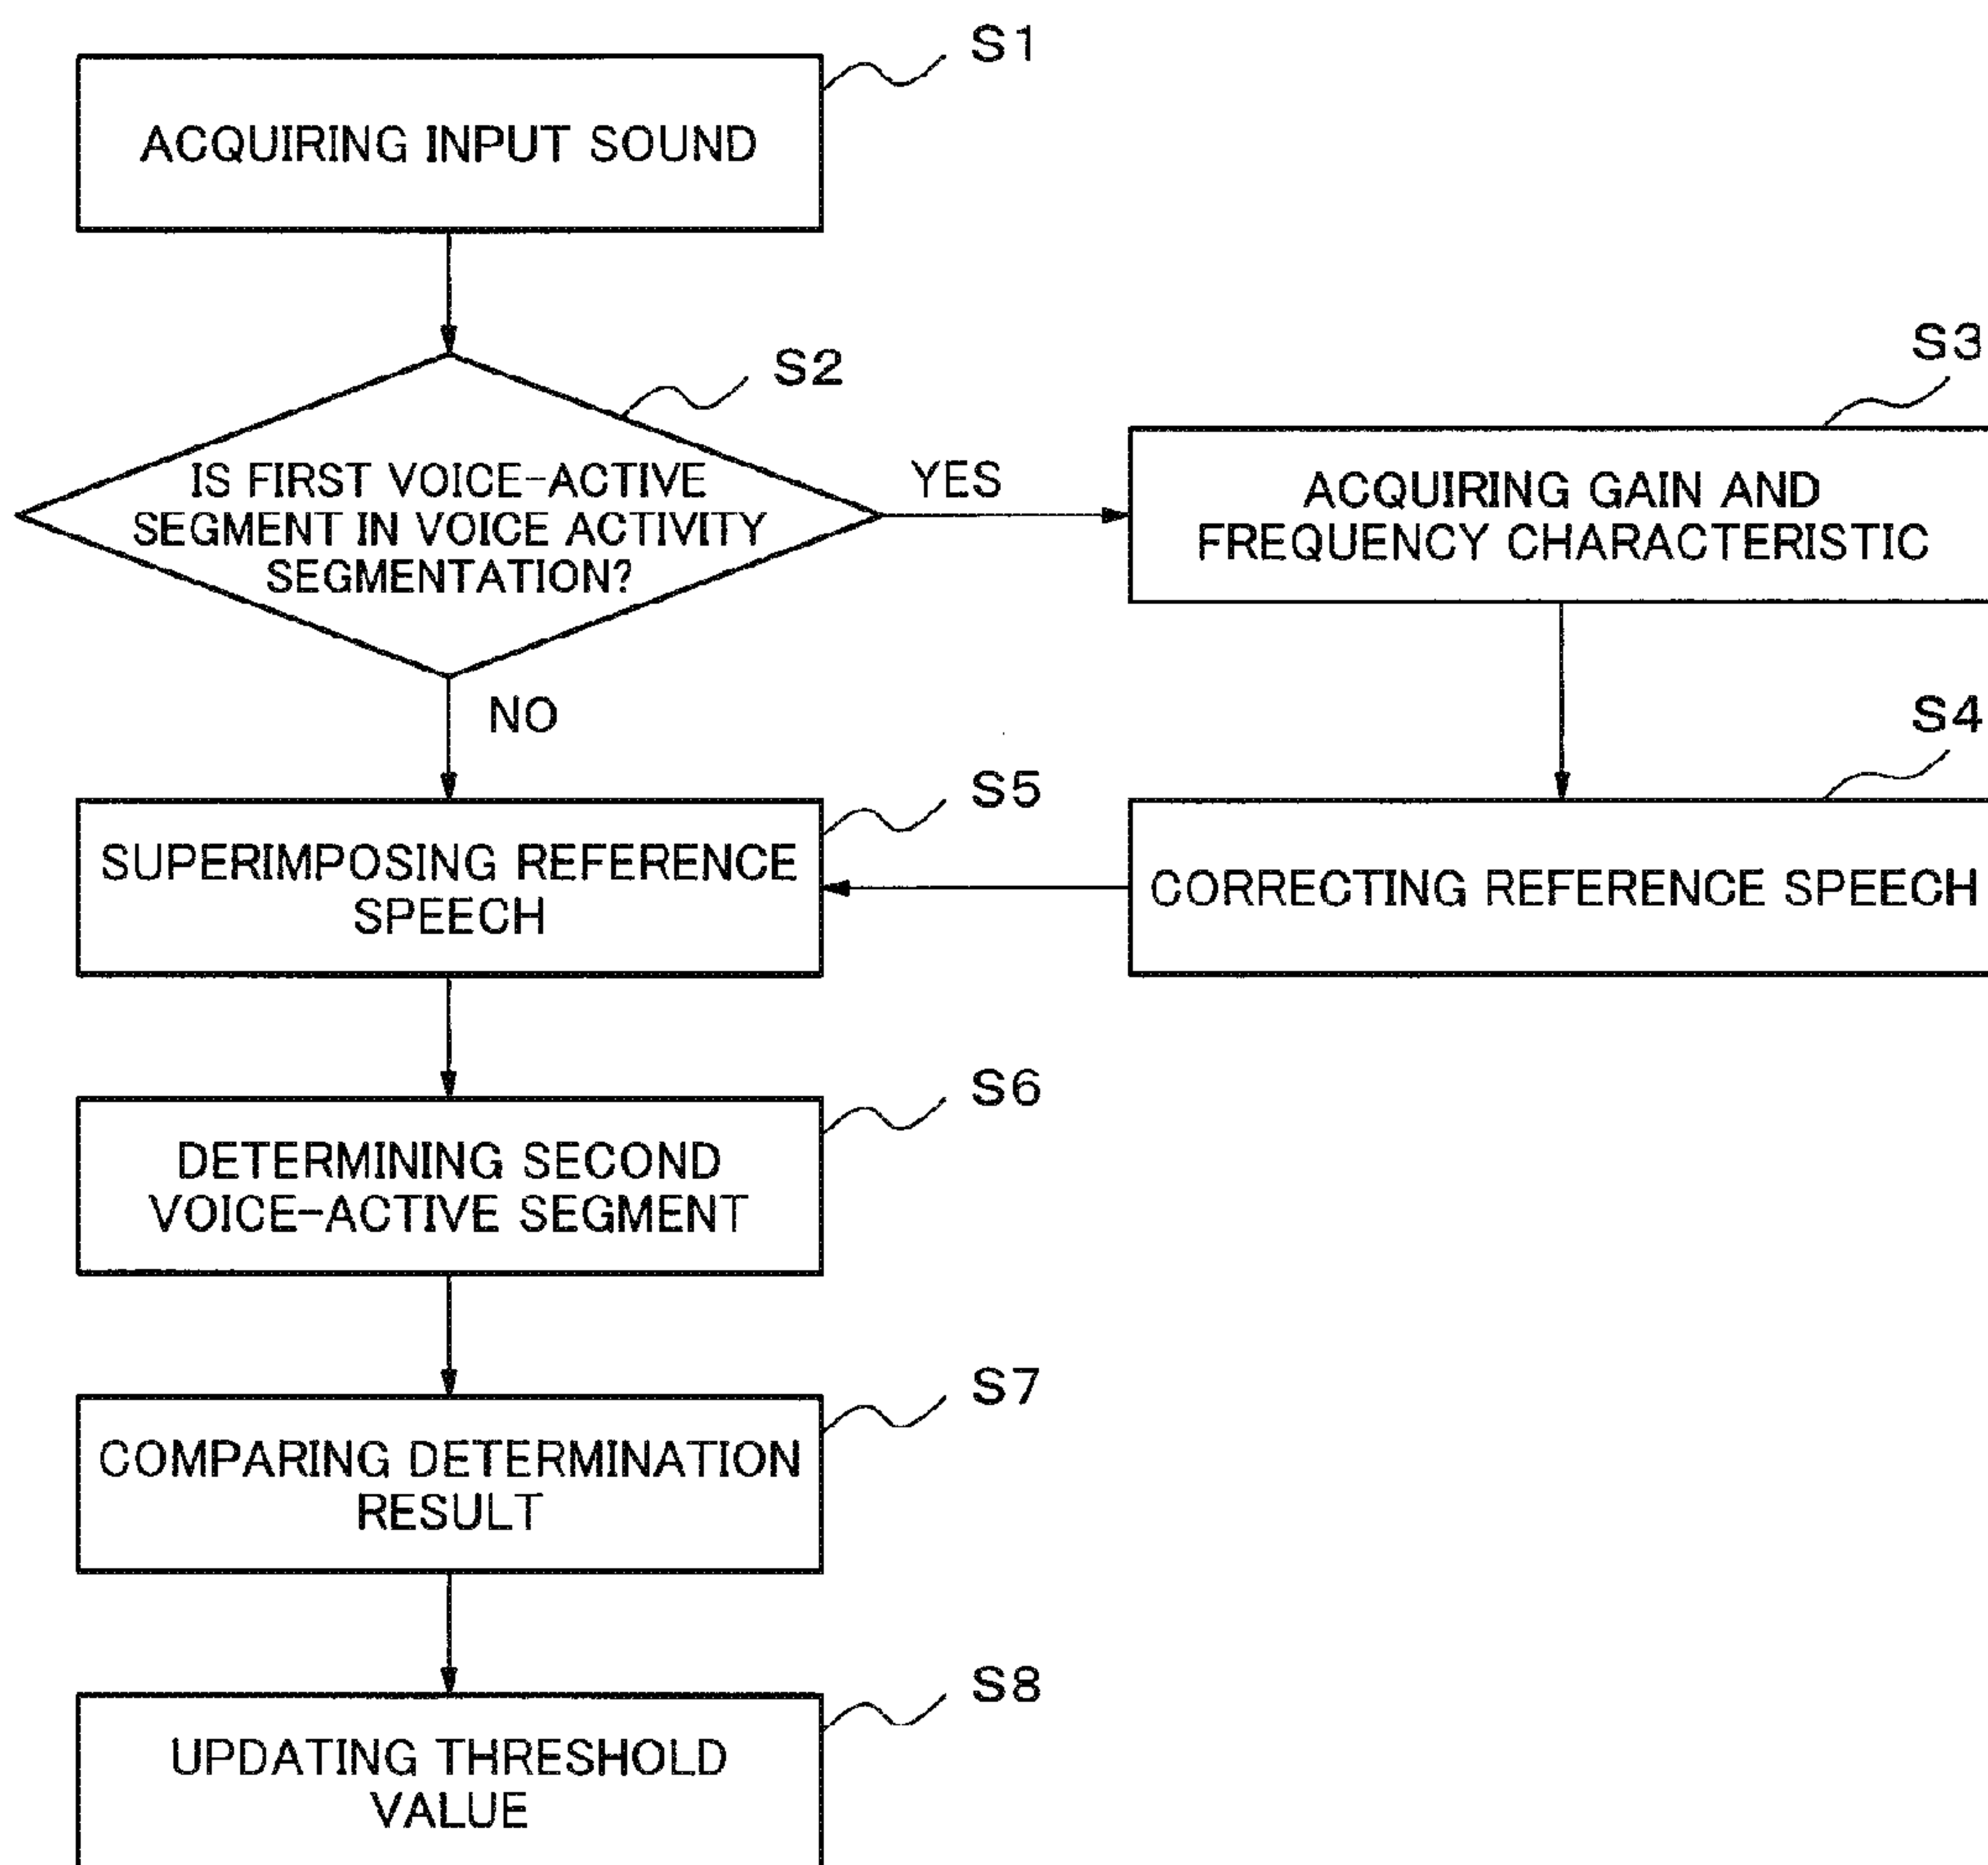 S1
ACQUIRING INPUT SOUND
S2
IS FIRST VOICE-ACTIVE
SEGMENT IN VOICE ACTIVITY
SEGMENTATION?
YES
S3
ACQUIRING GAIN AND
FREQUENCY CHARACTERISTIC
NO
S4
CORRECTING REFERENCE SPEECH
S5
SUPERIMPOSING REFERENCE
SPEECH
S6
DETERMINING SECOND
VOICE-ACTIVE SEGMENT
S7
COMPARING DETERMINATION
RESULT
S8
UPDATING THRESHOLD
VALUE